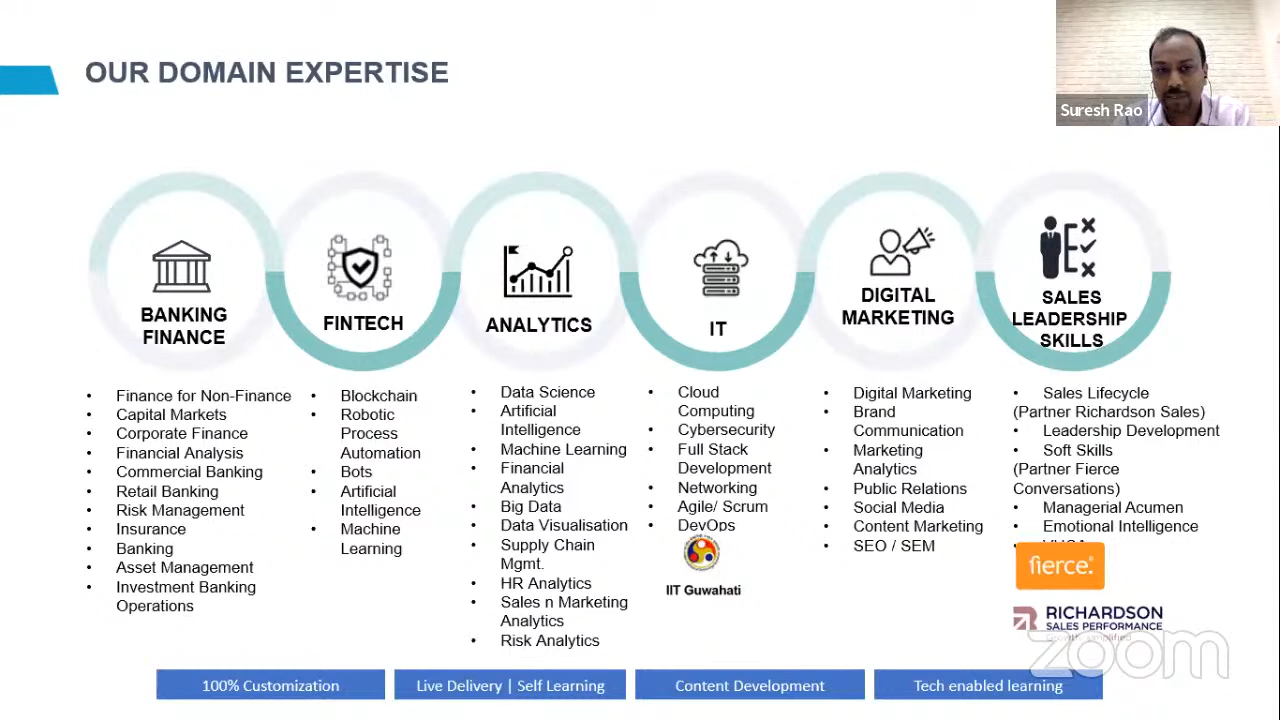 OUR DOMAIN EXPERTISE
Suresh Rao
BANKING
FINANCE
FINTECH
ANALYTICS
IT
DIGITAL
MARKETING
SALES
LEADERSHIP
SKILLS
• Finance for Non-Finance
• Capital Markets
• Corporate Finance
• Financial Analysis
• Commercial Banking
• Retail Banking
• Risk Management
• Insurance
• Banking
• Asset Management
• Investment Banking
Operations
• Blockchain
• Robotic
Process
Automation
• Bots
• Artificial
Intelligence
• Machine
Learning
• Data Science
• Artificial
Intelligence
• Machine Learning
• Financial
Analytics
• Big Data
• Data Visualisation
• Supply Chain
Mgmt.
• HR Analytics
• Sales n Marketing
Analytics
• Risk Analytics
• Cloud
Computing
• Cybersecurity
• Full Stack
Development
• Networking
• Agile/ Scrum
• DevOps
IIT Guwahati
• Digital Marketing
• Brand
Communication
• Marketing
Analytics
• Public Relations
• Social Media
• Content Marketing
• SEO / SEM
• Sales Lifecycle
(Partner Richardson Sales)
• Leadership Development
• Soft Skills
(Partner Fierce
Conversations)
• Managerial Acumen
• Emotional Intelligence
fierce.
RICHARDSON
SALES PERFORMANCE
zoom
100% Customization
Live Delivery | Self Learning
Content Development
Tech enabled learning